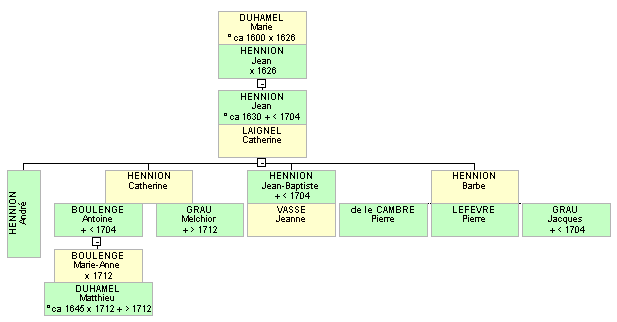 DUHAMEL
Marie
° ca 1600 x 1626
HENNION
Jean
x 1626
HENNION
Jean
° ca 1630 + < 1704
LAIGNEL
Catherine
HENNION
André
HENNION
Catherine
HENNION
Jean-Baptiste
+ < 1704
HENNION
Barbe
BOULENGE
Antoine
+ < 1704
GRAU
Melchior
+ > 1712
VASSE
Jeanne
de le CAMBRE
Pierre
LEFEVRE
Pierre
GRAU
Jacques
+ < 1704
BOULENGE
Marie-Anne
x 1712
DUHAMEL
Matthieu
° ca 1645 x 1712 + > 1712